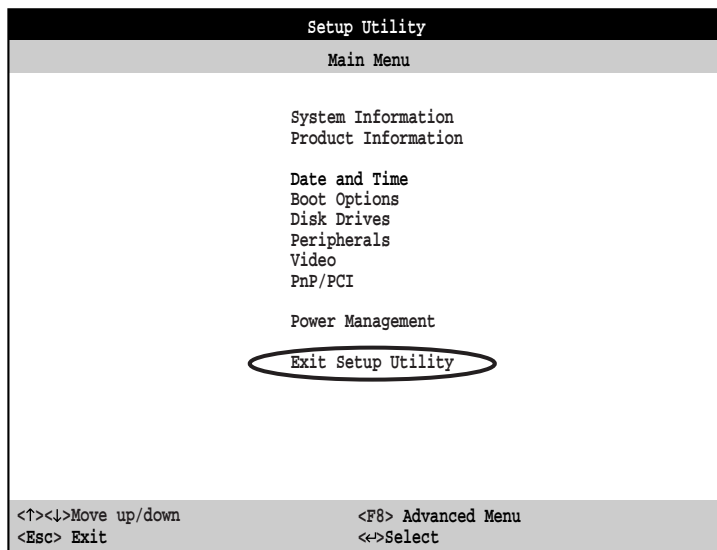 Setup Utility
Main Menu
System Information
Product Information
Date and Time
Boot Options
Disk Drives
Peripherals
Video
PnP/PCI
Power Management
Exit Setup Utility
<↑><↓>Move up/down <F8> Advanced Menu
<Esc> Exit <↵>Select